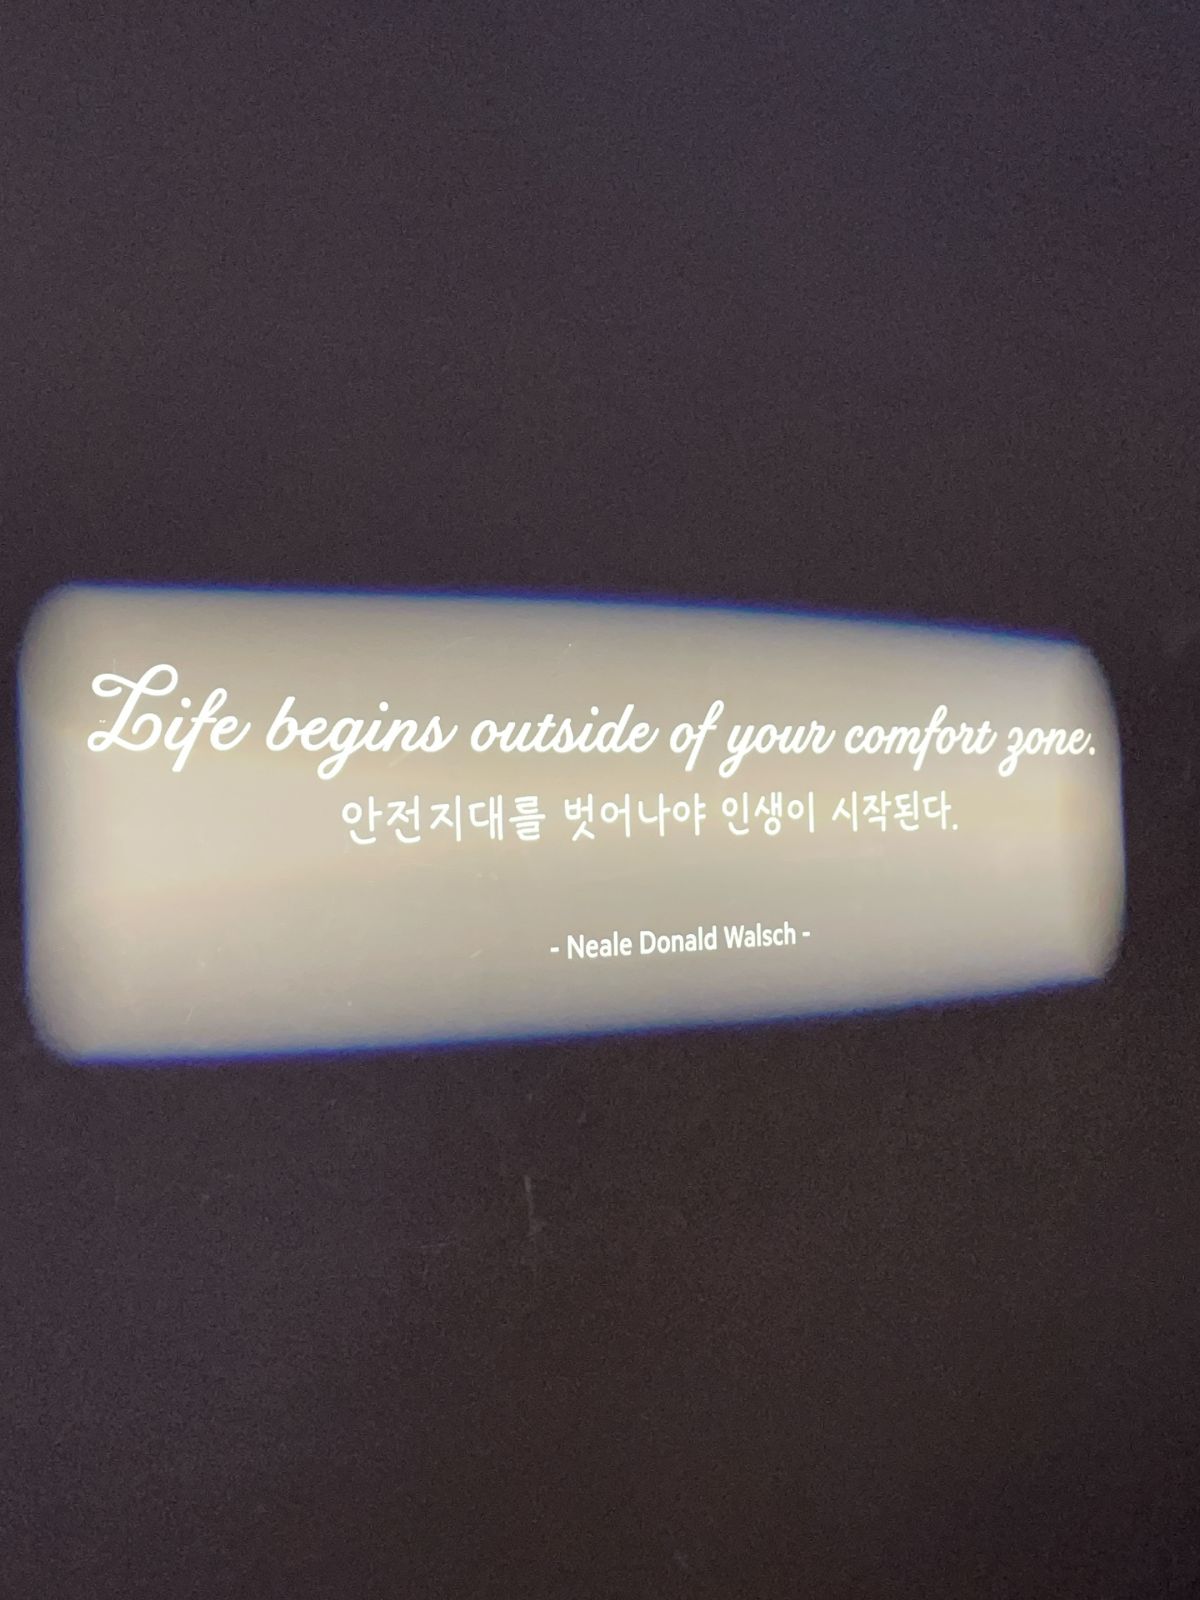 Life begins outside of your comfort zone.
안전지대를 벗어나야 인생이 시작된다.
- Neale Donald Walsch -